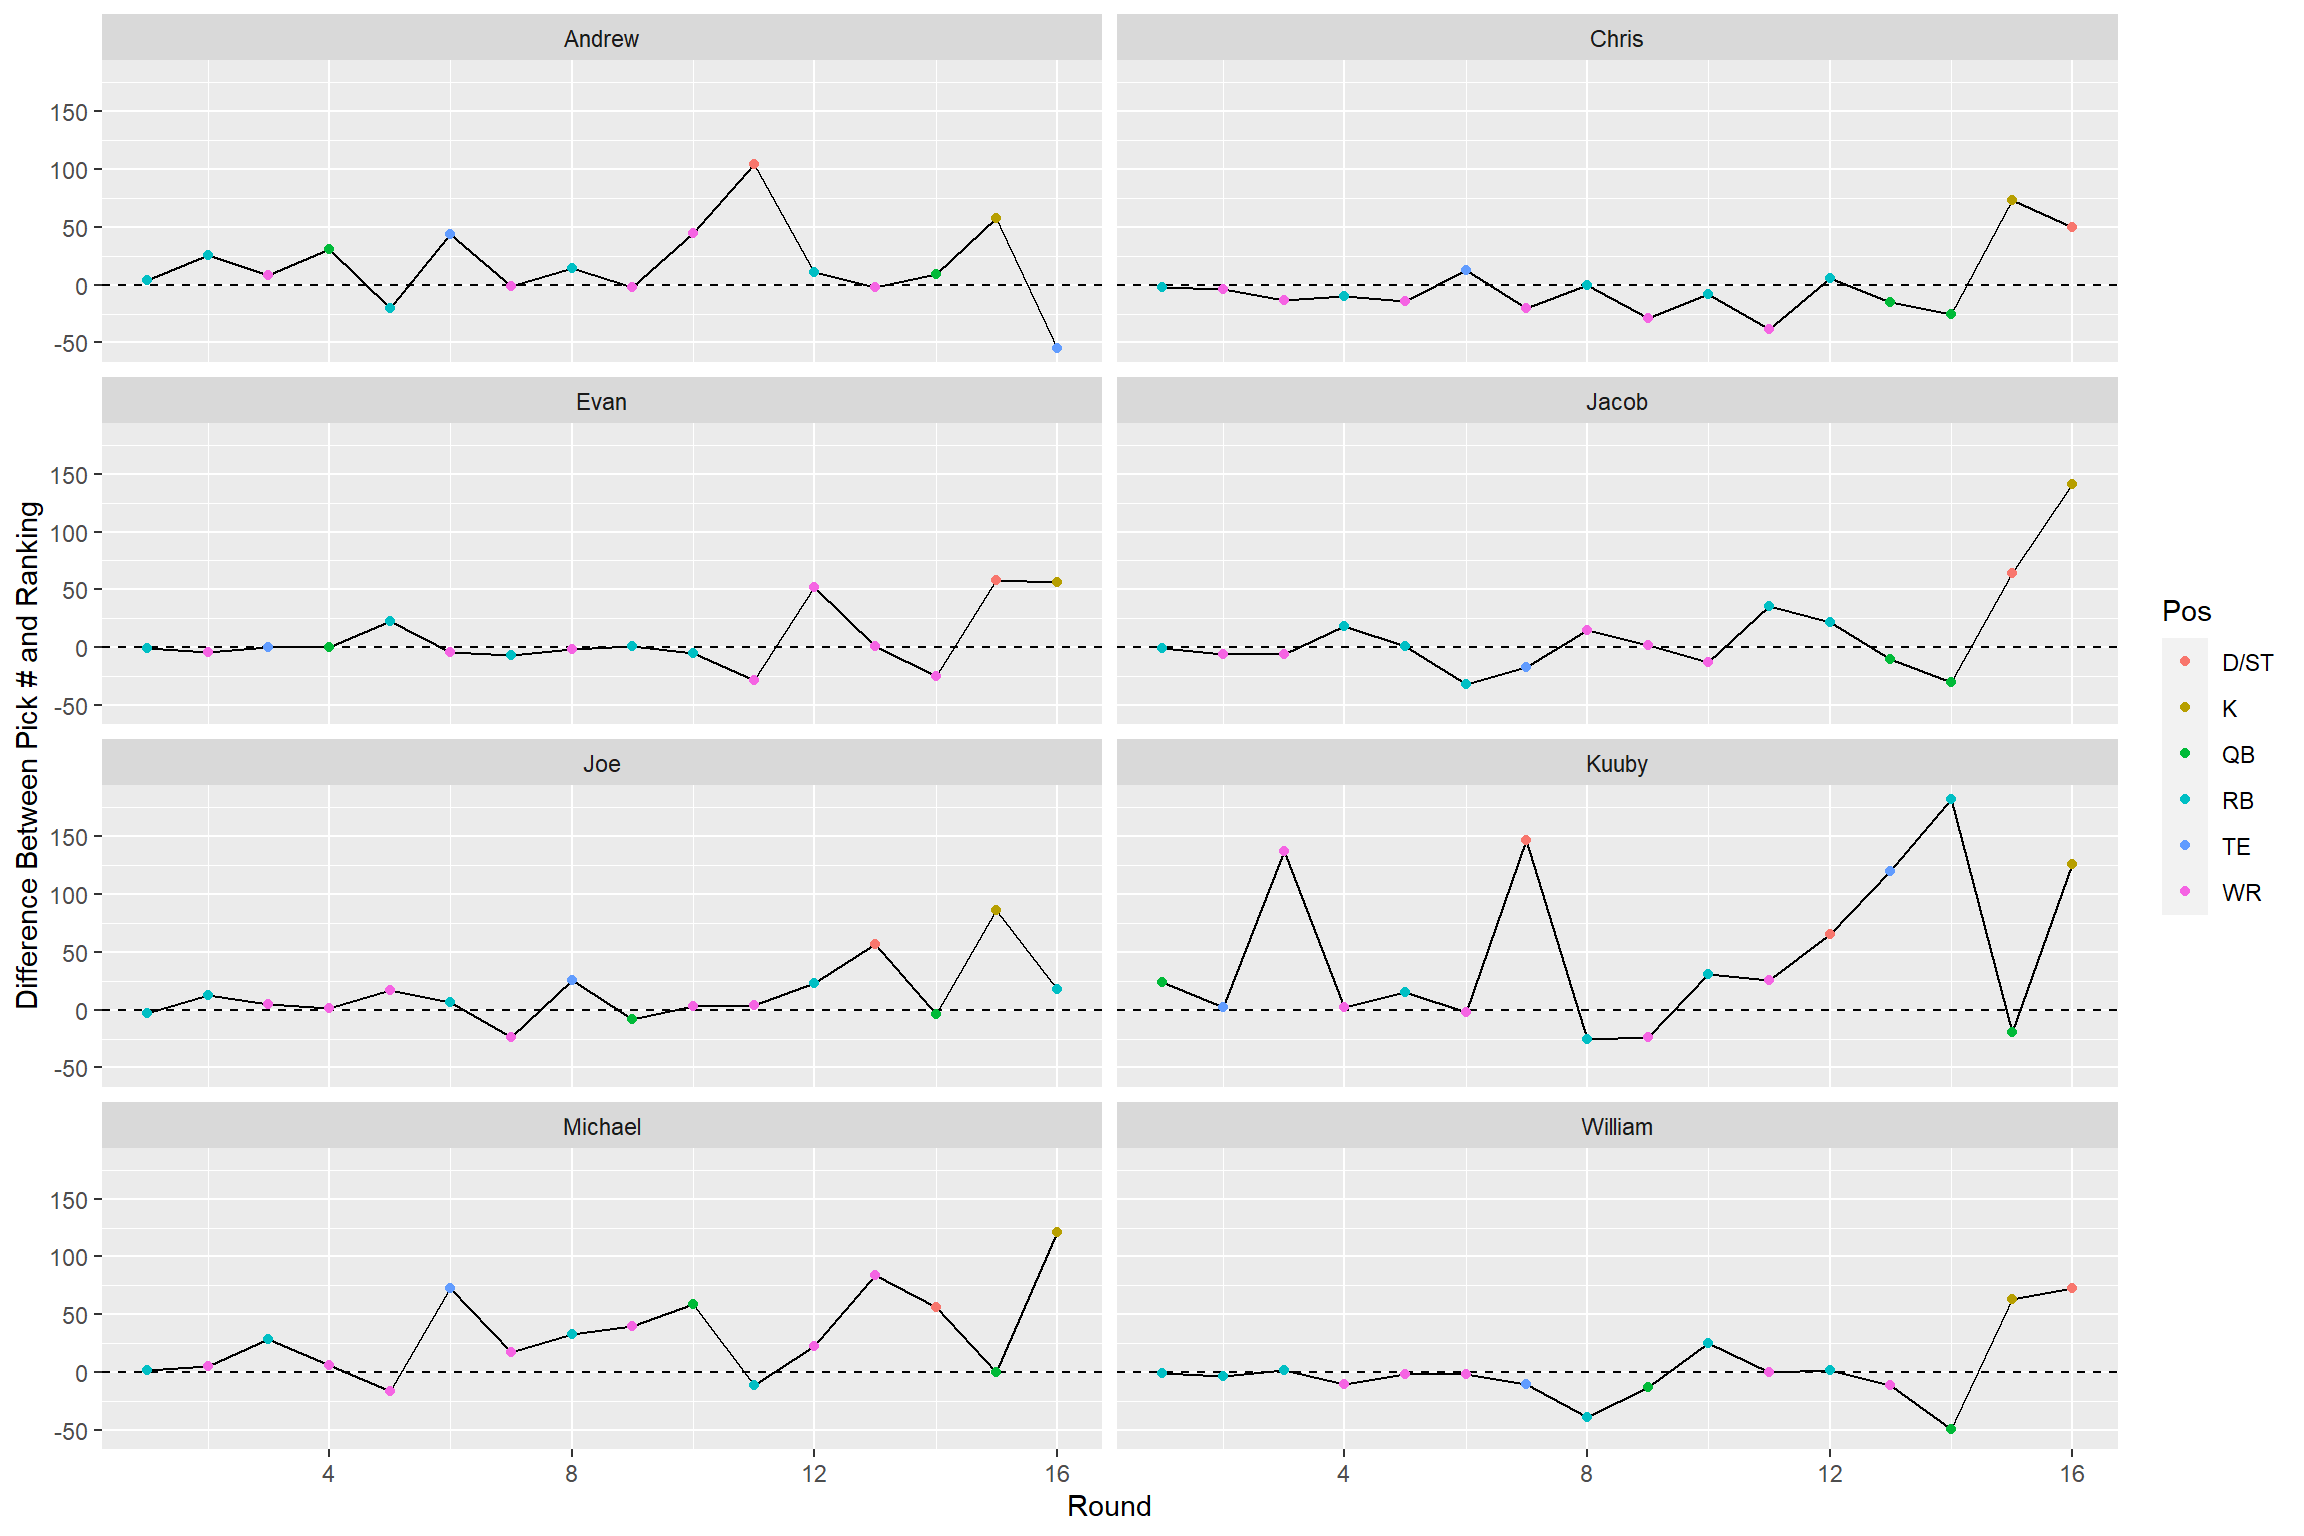 Andrew
Chris
150
100
50
0
-50
Evan
Jacob
150
100
50
0
-50
Joe
Kuuby
150
100
50
0
-50
Michael
William
150
100
50
0
-50
4
8
12
16
4
8
12
16
Round
Difference Between Pick # and Ranking
Pos
D/ST
K
QB
RB
TE
WR